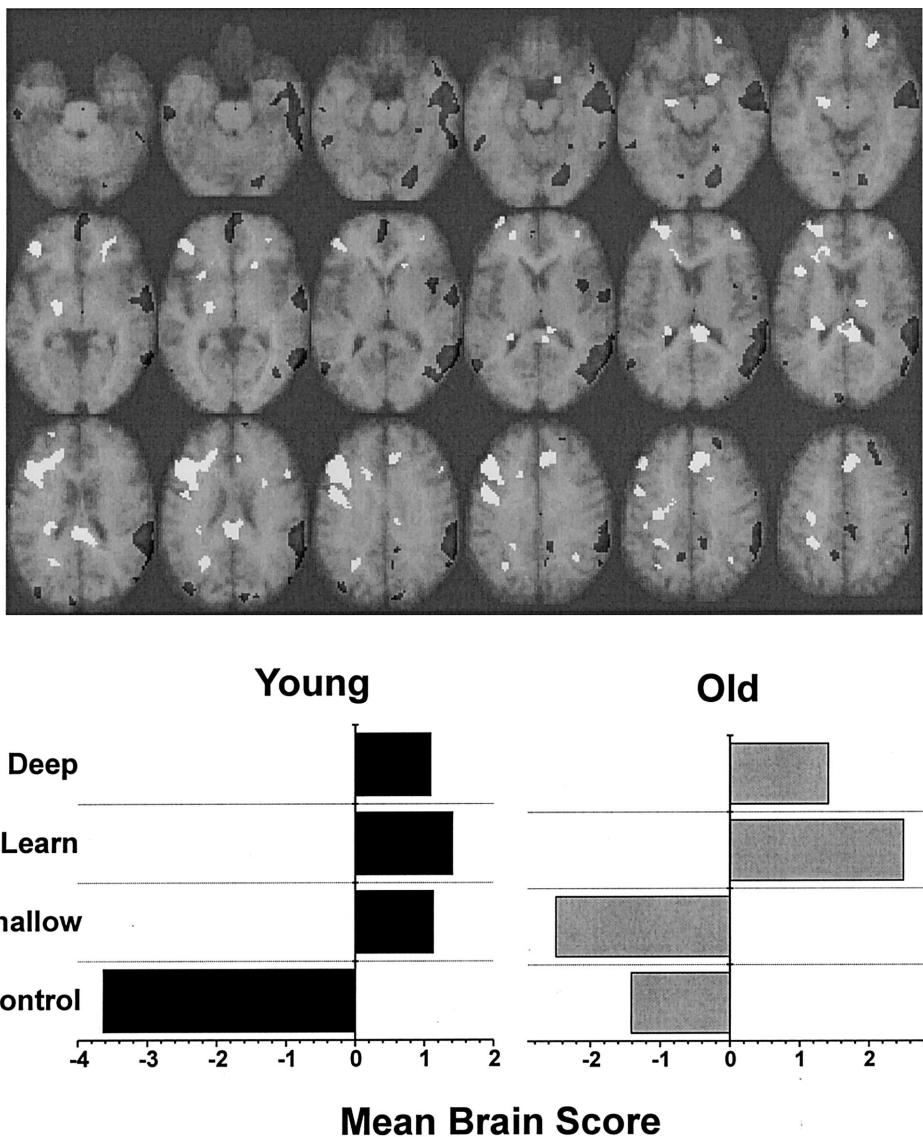 Young Old
Deep
Learn
hallow
ontrol
-4 -3 -2 -1 0 1 2 -2 -1 0 1 2
Mean Brain Score